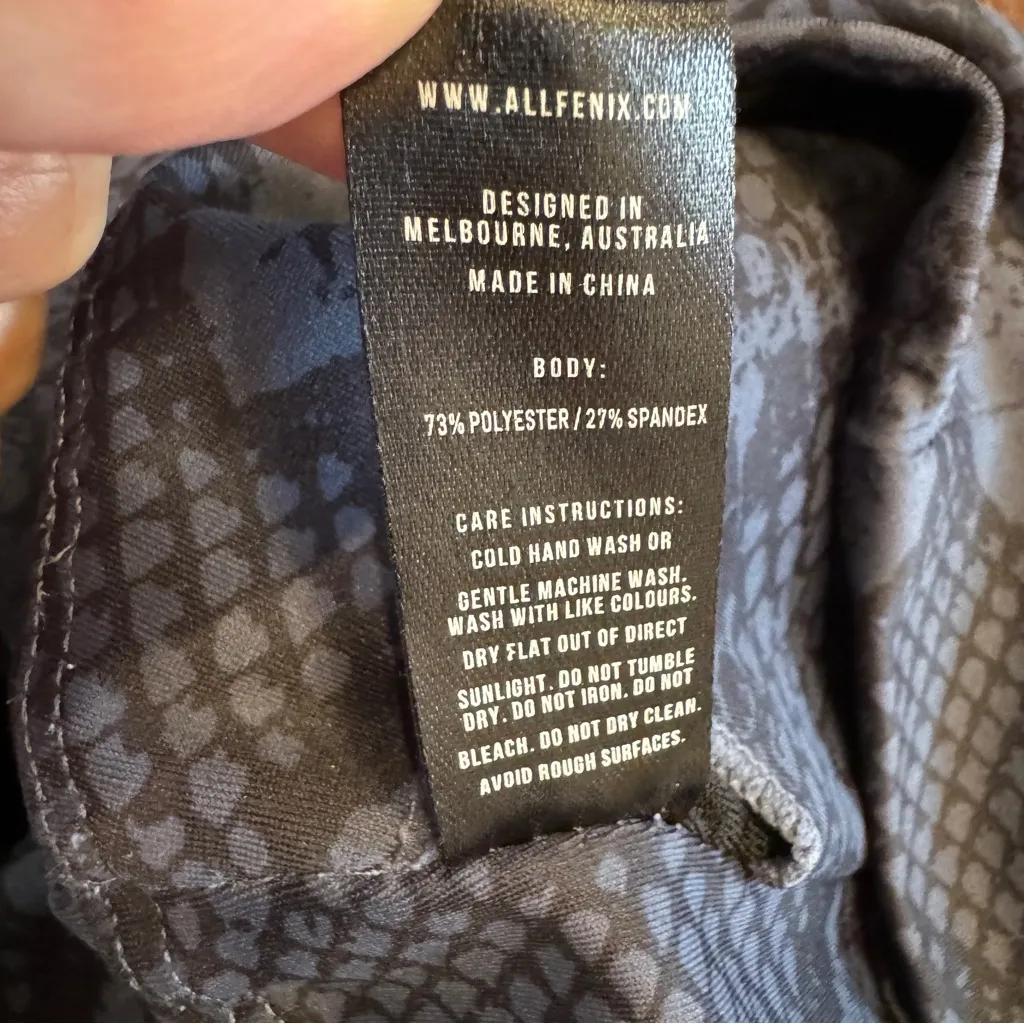 WWW.ALLFENIX.COM
DESIGNED IN
MELBOURNE, AUSTRALIA
MADE IN CHINA
BODY:
73% POLYESTER / 27% SPANDEX
CARE INSTRUCTIONS:
COLD HAND WASH OR
GENTLE MACHINE WASH.
WASH WITH LIKE COLOURS.
DRY FLAT OUT OF DIRECT
SUNLIGHT. DO NOT TUMBLE
DRY. DO NOT IRON. DO NOT
BLEACH. DO NOT DRY CLEAN.
AVOID ROUGH SURFACES.